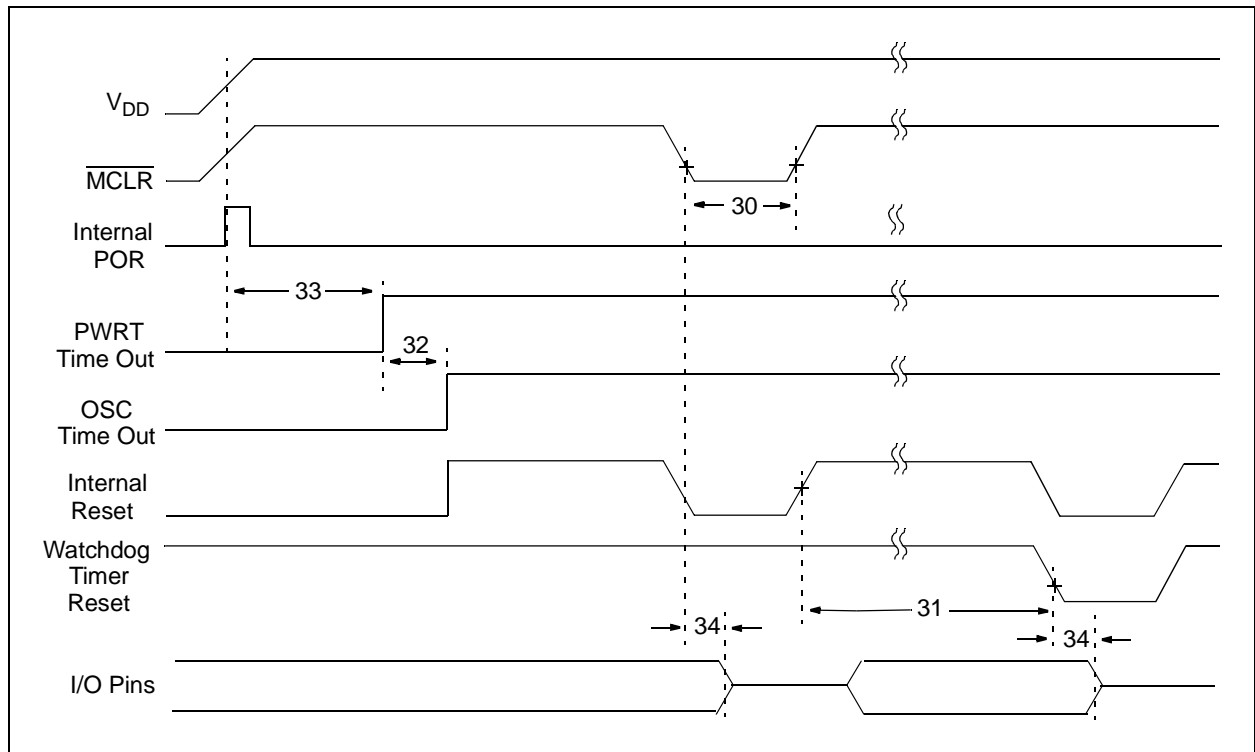 VDD
MCLR
Internal
POR
30
33
PWRT
Time Out
32
OSC
Time Out
Internal
Reset
Watchdog
Timer
Reset
31
34
34
I/O Pins